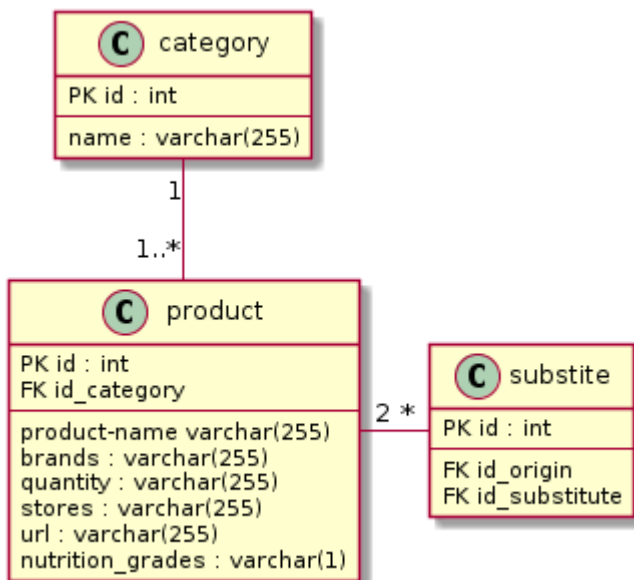 C category
PK id : int
name : varchar(255)
1
1..*
C product
PK id : int
FK id_category
product-name varchar(255)
brands : varchar(255)
quantity : varchar(255)
stores : varchar(255)
url : varchar(255)
nutrition_grades : varchar(1)
2 *
C substite
PK id : int
FK id_origin
FK id_substitute